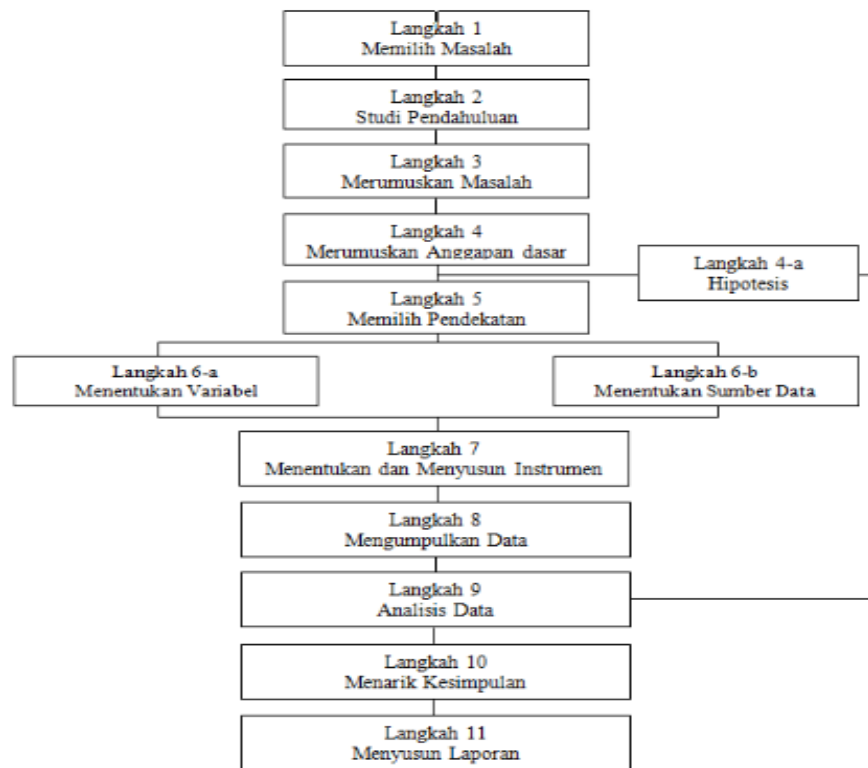 Langkah 1
Memilih Masalah
Langkah 2
Studi Pendahuluan
Langkah 3
Merumuskan Masalah
Langkah 4
Merumuskan Anggapan dasar
Langkah 4-a
Hipotesis
Langkah 5
Memilih Pendekatan
Langkah 6-a
Menentukan Variabel
Langkah 6-b
Menentukan Sumber Data
Langkah 7
Menentukan dan Menyusun Instrumen
Langkah 8
Mengumpulkan Data
Langkah 9
Analisis Data
Langkah 10
Menarik Kesimpulan
Langkah 11
Menyusun Laporan